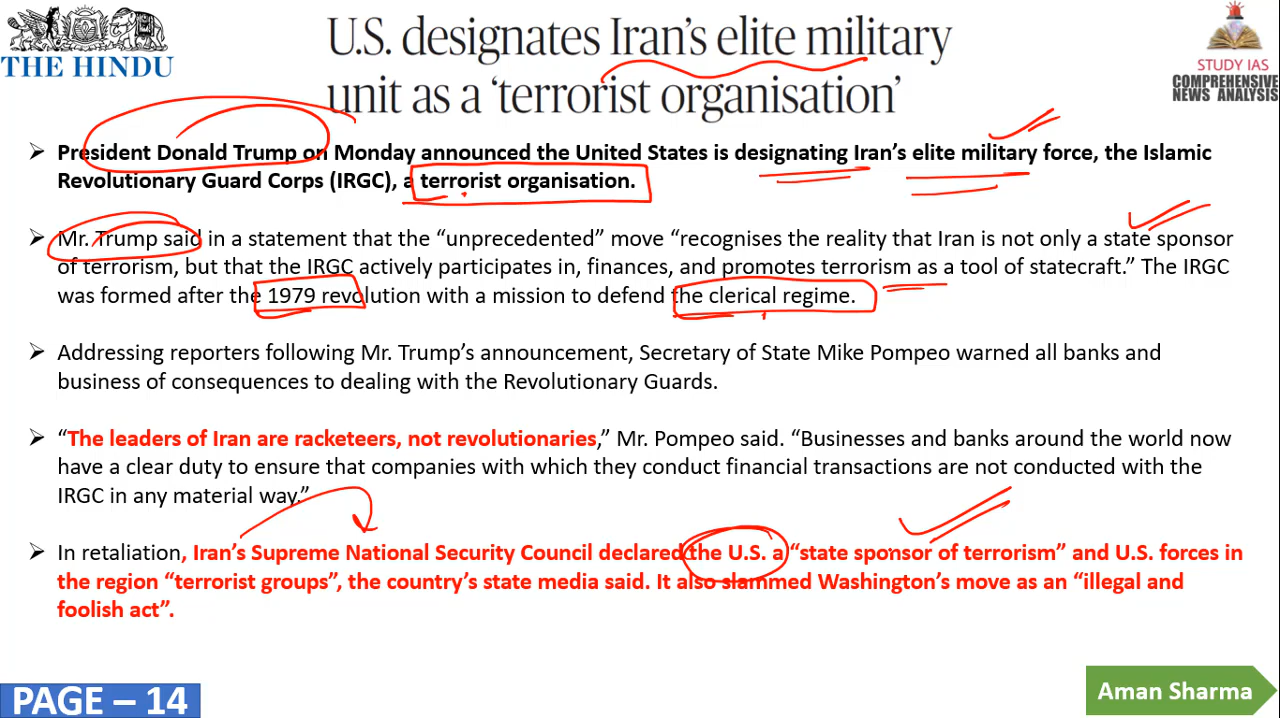 THE HINDU
U.S. designates Iran's elite military
unit as a 'terrorist organisation'
STUDY IAS
COMPREHENSIVE
NEWS ANALYSIS
➢ President Donald Trump on Monday announced the United States is designating Iran's elite military force, the Islamic
Revolutionary Guard Corps (IRGC), a terrorist organisation.
➢ Mr. Trump said in a statement that the “unprecedented” move “recognises the reality that Iran is not only a state sponsor
of terrorism, but that the IRGC actively participates in, finances, and promotes terrorism as a tool of statecraft.” The IRGC
was formed after the 1979 revolution with a mission to defend the clerical regime.
➢ Addressing reporters following Mr. Trump's announcement, Secretary of State Mike Pompeo warned all banks and
business of consequences to dealing with the Revolutionary Guards.
➢ “The leaders of Iran are racketeers, not revolutionaries,” Mr. Pompeo said. “Businesses and banks around the world now
have a clear duty to ensure that companies with which they conduct financial transactions are not conducted with the
IRGC in any material way.”
➢ In retaliation, Iran's Supreme National Security Council declared the U.S. a “state sponsor of terrorism” and U.S. forces in
the region “terrorist groups”, the country's state media said. It also slammed Washington's move as an “illegal and
foolish act”.
PAGE – 14
Aman Sharma